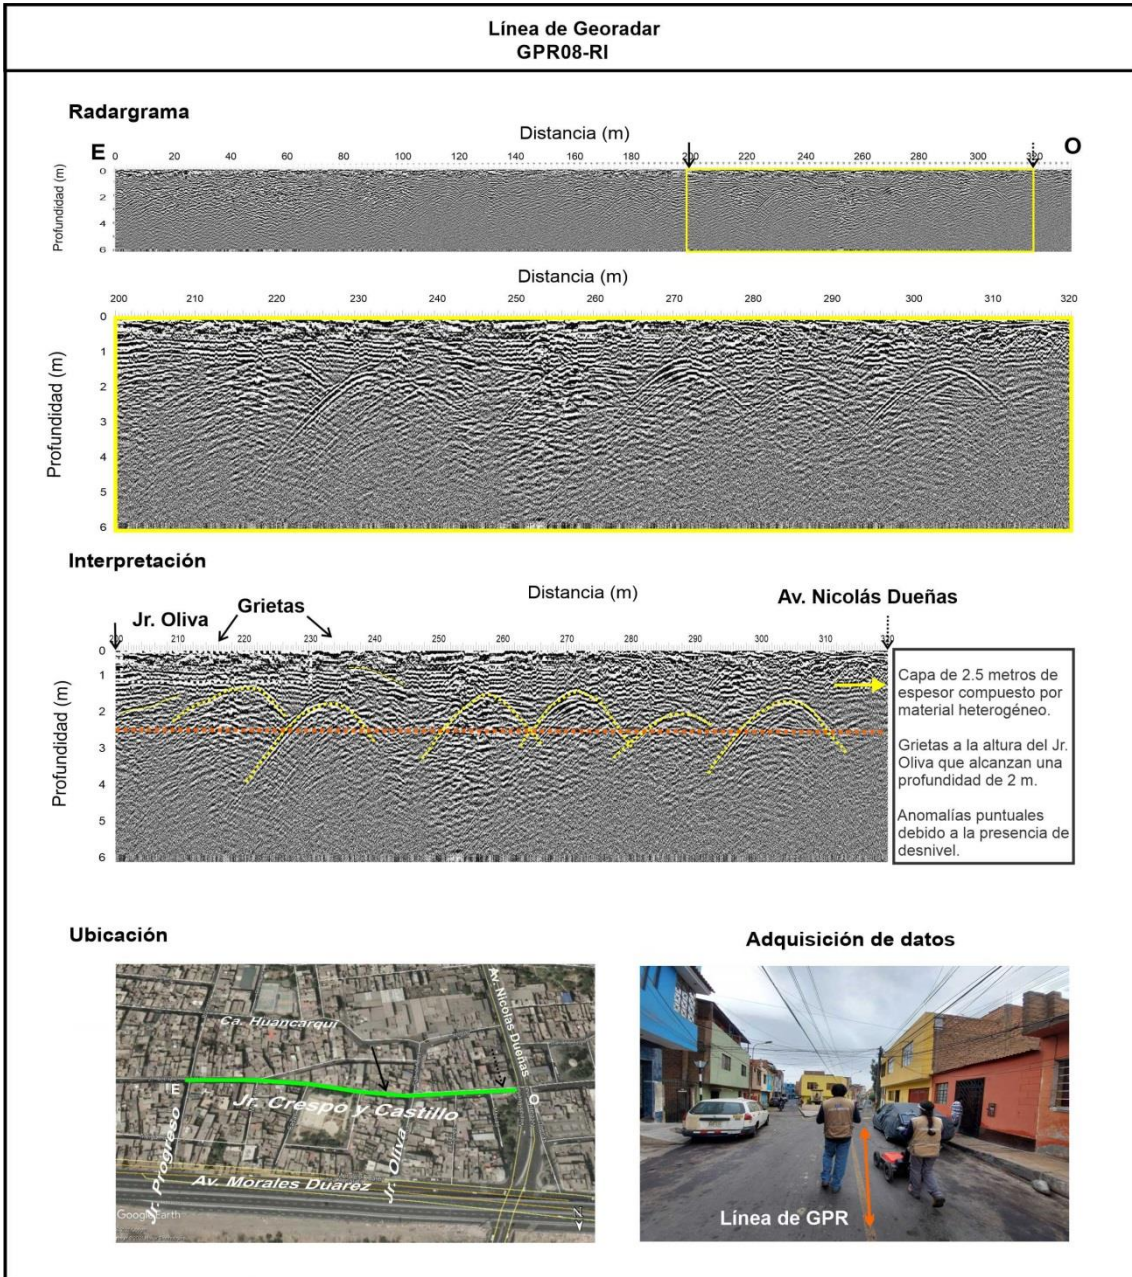 Línea de Georadar
GPR08-RI
Radargrama
Distancia (m)
E
0 20 40 60 80 100 120 140 160 180 200 220 240 260 280 300 320
O
Profundidad (m)
0
2
4
6
Distancia (m)
200 210 220 230 240 250 260 270 280 290 300 310 320
Profundidad (m)
0
1
2
3
4
5
6
Interpretación
Distancia (m)
Jr. Oliva
Grietas
Av. Nicolás Dueñas
200 210 220 230 240 250 260 270 280 290 300 310 320
Profundidad (m)
0
1
2
3
4
5
6
Capa de 2.5 metros de
espesor compuesto por
material heterogéneo.
Grietas a la altura del Jr.
Oliva que alcanzan una
profundidad de 2 m.
Anomalías puntuales
debido a la presencia de
desnivel.
Ubicación
Ca. Huancarqui
Av. Nicolas Dueñas
E
O
Jr. Crespo y Castillo
Jr. Progreso
Jr. Oliva
Av. Morales Duarez
Google Earth
N
Adquisición de datos
Línea de GPR